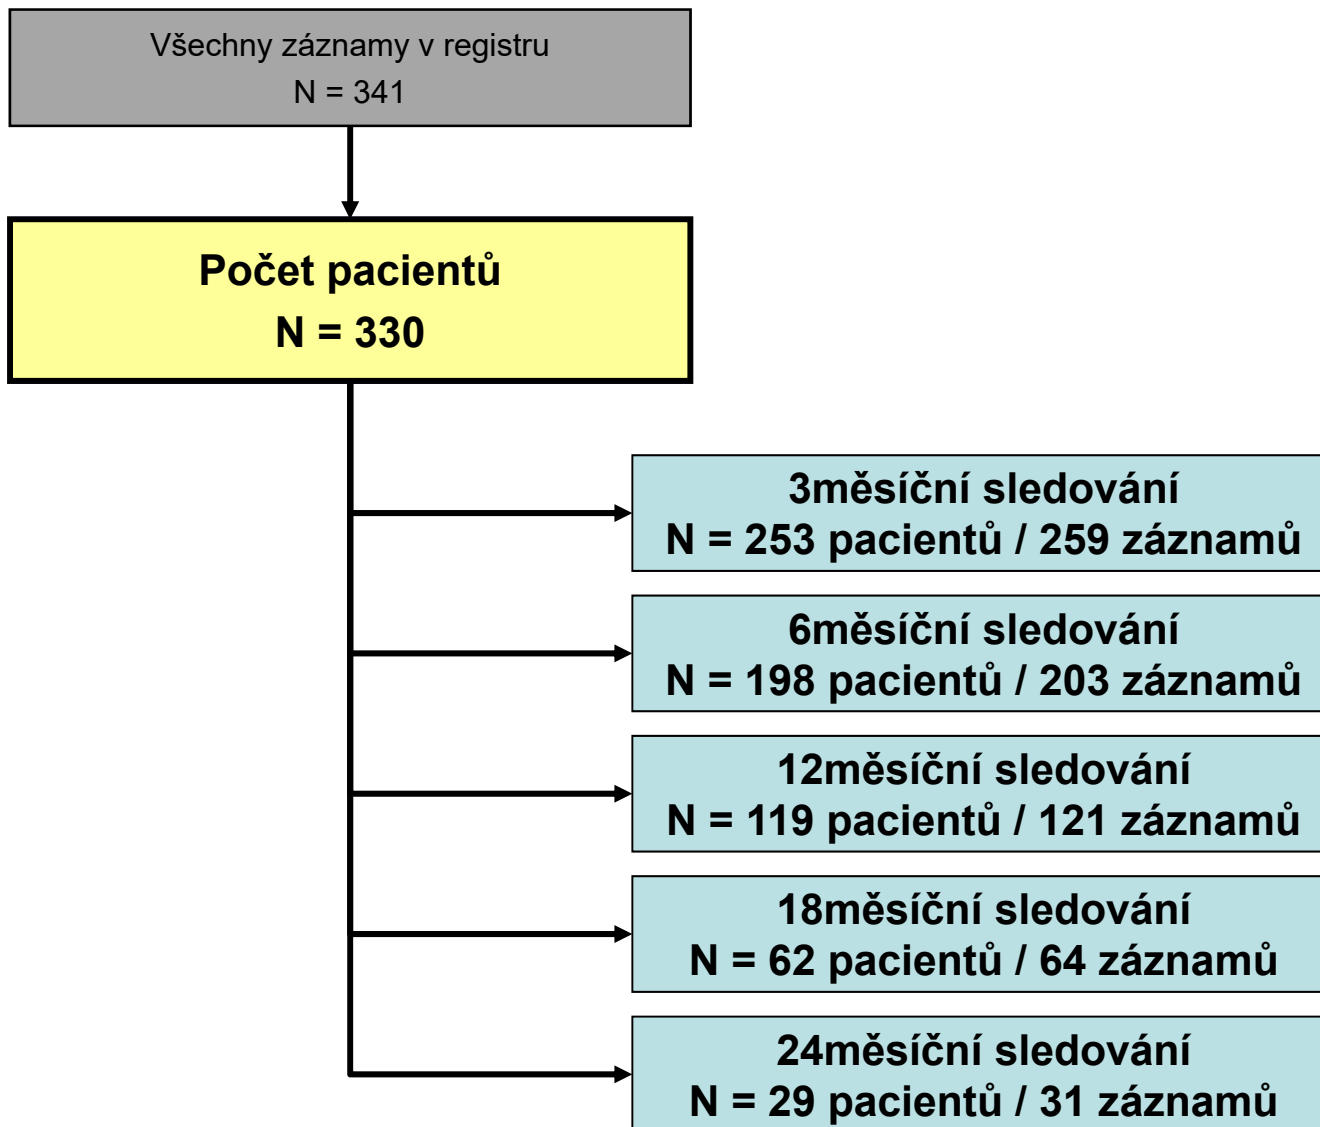 Všechny záznamy v registru
N = 341
Počet pacientů
N = 330
3měsíční sledování
N = 253 pacientů / 259 záznamů
6měsíční sledování
N = 198 pacientů / 203 záznamů
12měsíční sledování
N = 119 pacientů / 121 záznamů
18měsíční sledování
N = 62 pacientů / 64 záznamů
24měsíční sledování
N = 29 pacientů / 31 záznamů